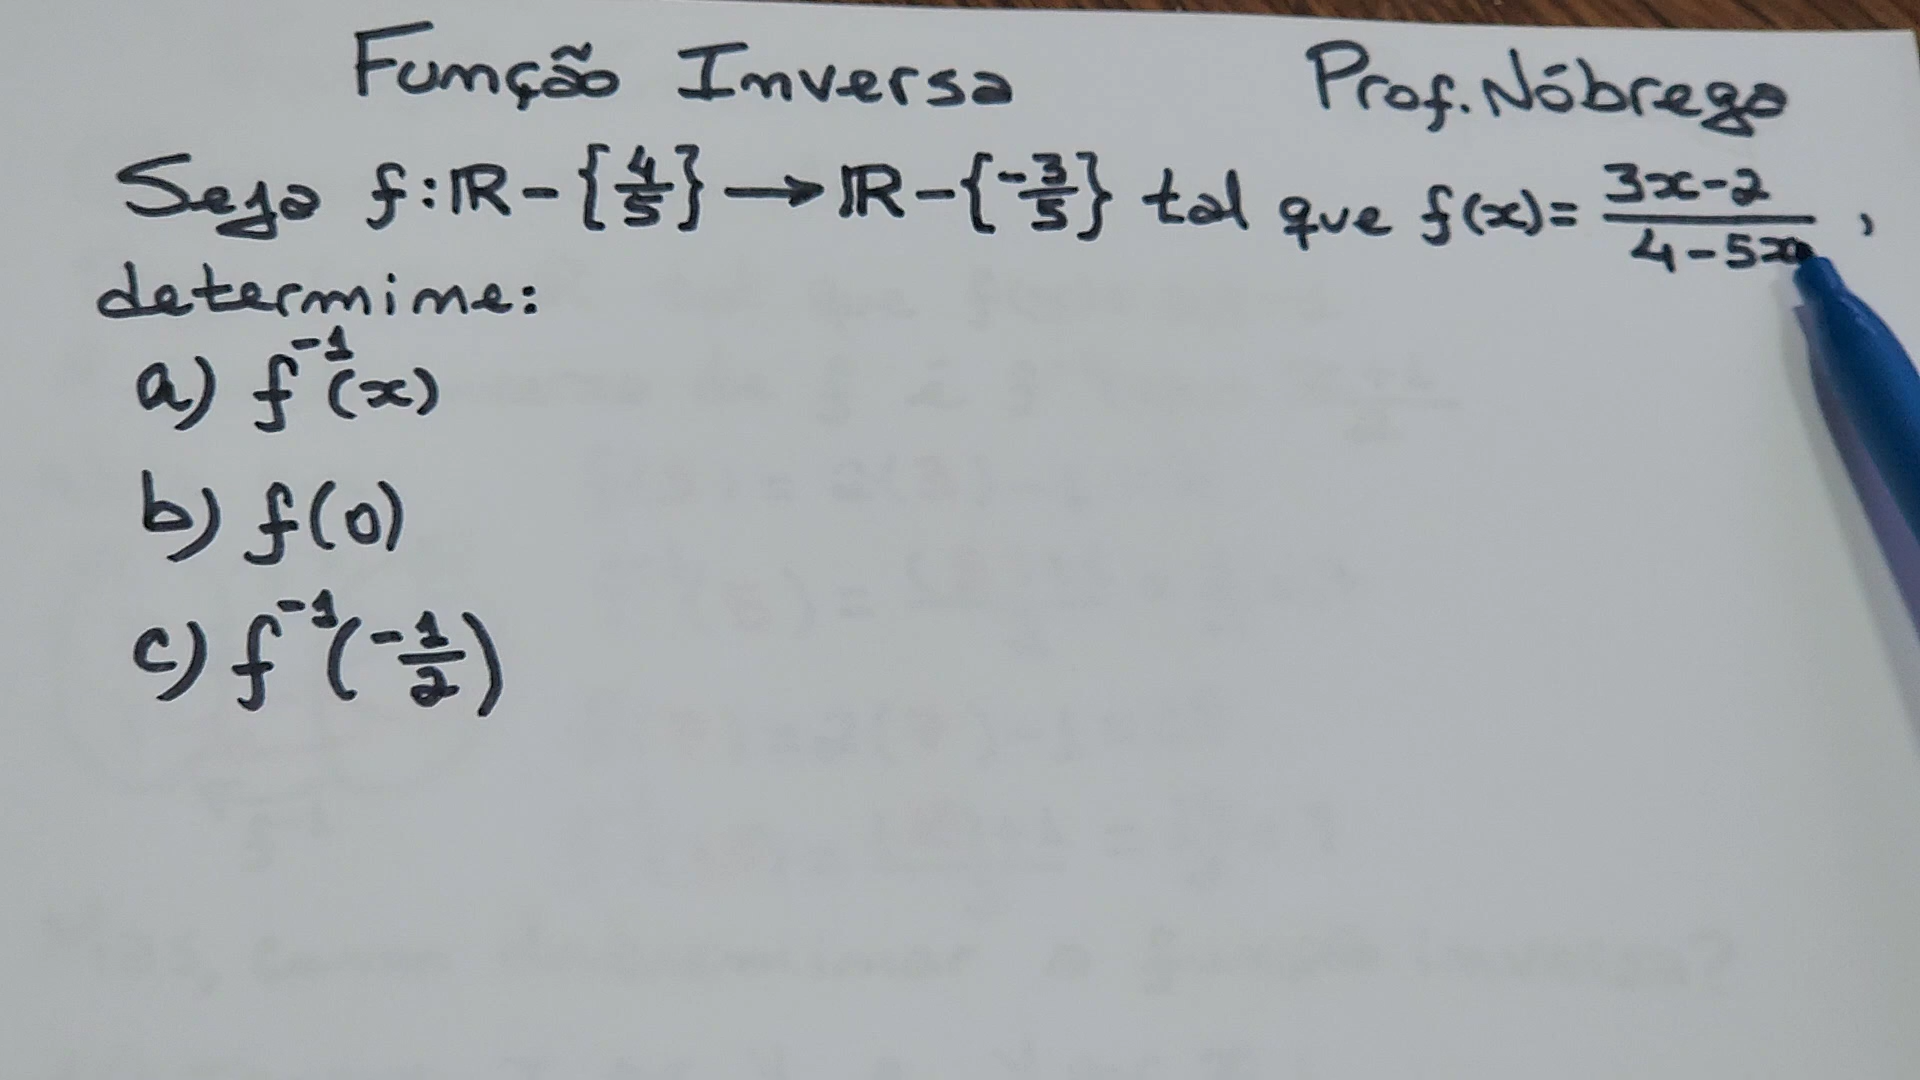 Função Inversa Prof. Nóbrega
Seja f: ℝ - {4/5} → ℝ - {-3/5} tal que f(x) = (3x-2)/(4-5x) ,
determine:
a) f⁻¹(x)
b) f(0)
c) f⁻¹(-1/2)